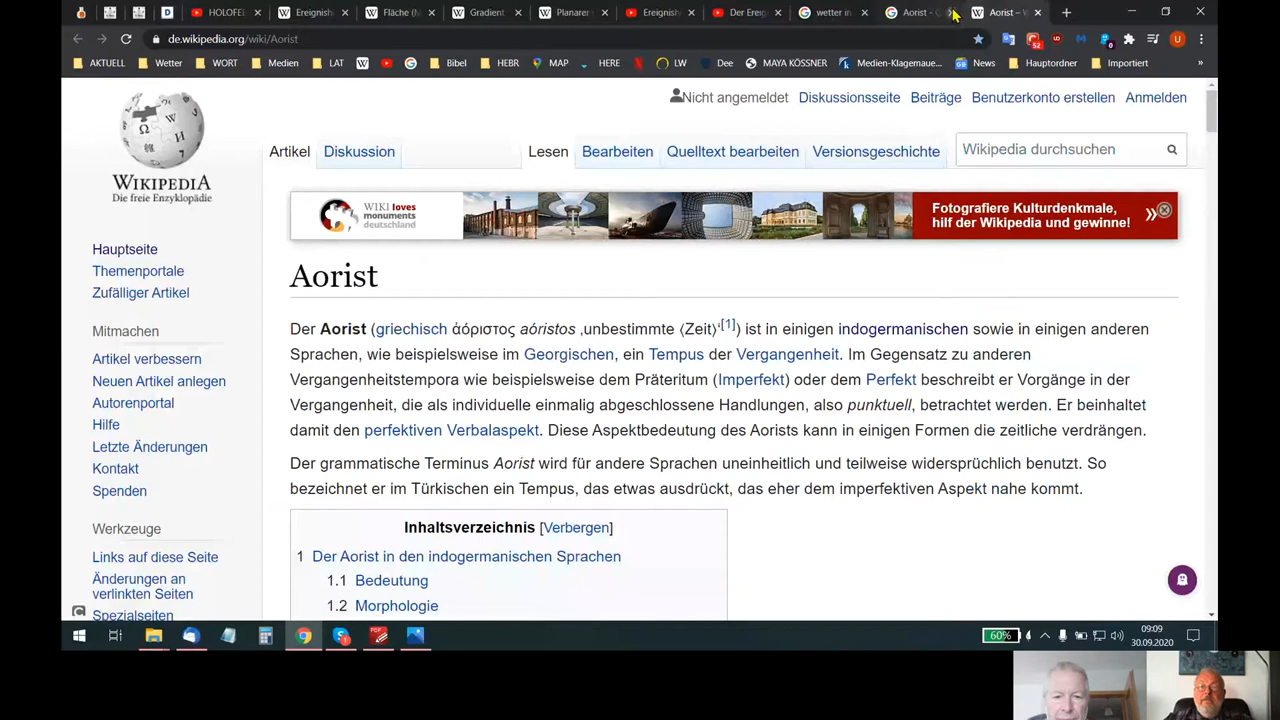 HOLOFEL
Ereignish
Fläche (M
Gradient
Planarer
Ereignish
Der Ereig
wetter in
Aorist - G
Aorist – W
de.wikipedia.org/wiki/Aorist
52
0
U
AKTUELL
Wetter
WORT
Medien
LAT
Bibel
HEBR
MAP
HERE
LW
Dee
MAYA KÖSSNER
Medien-Klagemaue...
News
Hauptordner
Importiert
»
Nicht angemeldet Diskussionsseite Beiträge Benutzerkonto erstellen Anmelden
Artikel Diskussion Lesen Bearbeiten Quelltext bearbeiten Versionsgeschichte Wikipedia durchsuchen
WIKIPEDIA
Die freie Enzyklopädie
WIKI loves
monuments
deutschland
Fotografiere Kulturdenkmale,
hilf der Wikipedia und gewinne!
Hauptseite
Themenportale
Zufälliger Artikel
Mitmachen
Artikel verbessern
Neuen Artikel anlegen
Autorenportal
Hilfe
Letzte Änderungen
Kontakt
Spenden
Werkzeuge
Links auf diese Seite
Änderungen an
verlinkten Seiten
Spezialseiten
Aorist
Der Aorist (griechisch ἀόριστος aóristos ‚unbestimmte ⟨Zeit⟩‘[1]) ist in einigen indogermanischen sowie in einigen anderen
Sprachen, wie beispielsweise im Georgischen, ein Tempus der Vergangenheit. Im Gegensatz zu anderen
Vergangenheitstempora wie beispielsweise dem Präteritum (Imperfekt) oder dem Perfekt beschreibt er Vorgänge in der
Vergangenheit, die als individuelle einmalig abgeschlossene Handlungen, also punktuell, betrachtet werden. Er beinhaltet
damit den perfektiven Verbalaspekt. Diese Aspektbedeutung des Aorists kann in einigen Formen die zeitliche verdrängen.
Der grammatische Terminus Aorist wird für andere Sprachen uneinheitlich und teilweise widersprüchlich benutzt. So
bezeichnet er im Türkischen ein Tempus, das etwas ausdrückt, das eher dem imperfektiven Aspekt nahe kommt.
Inhaltsverzeichnis [Verbergen]
1 Der Aorist in den indogermanischen Sprachen
1.1 Bedeutung
1.2 Morphologie
60%
09:09
30.09.2020